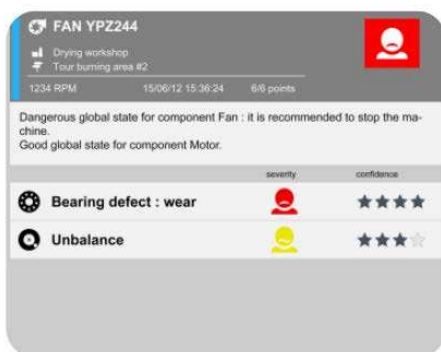 FAN YPZ244
Drying workshop
Tour burning area #2
1234 RPM 15/06/12 15:36:24 6/6 points
Dangerous global state for component Fan : it is recommended to stop the ma-
chine.
Good global state for component Motor.
severity confidence
Bearing defect : wear
Unbalance